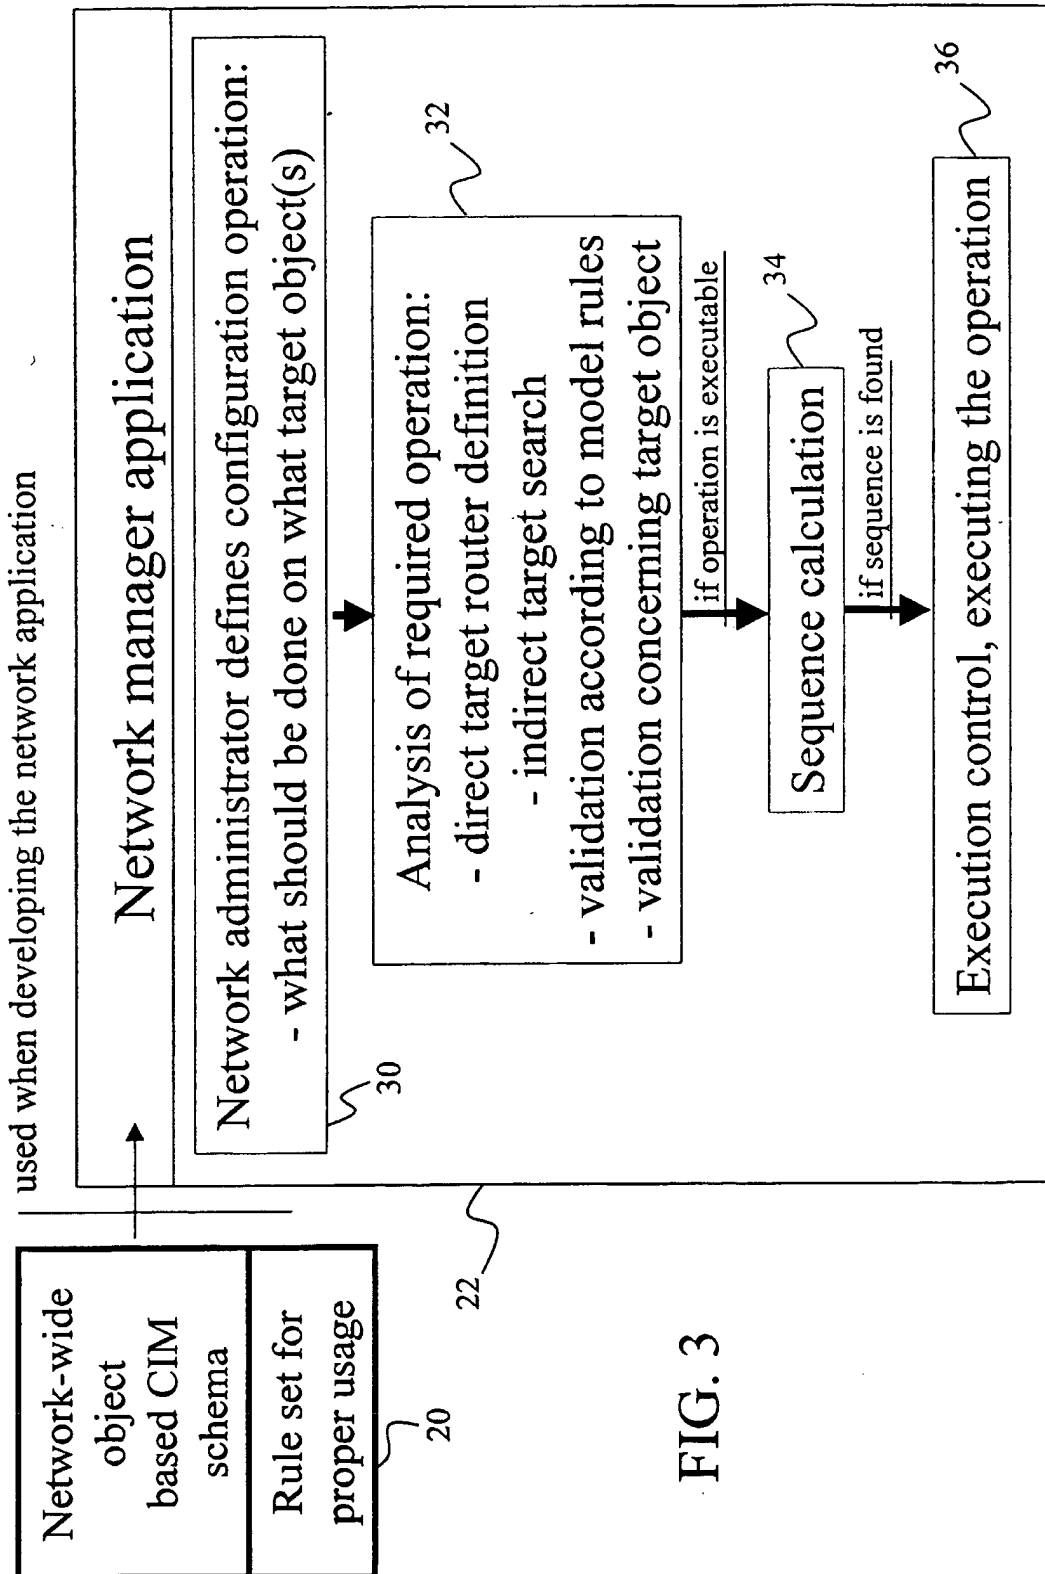 used when developing the network application
Network-wide
object
based CIM
schema
Rule set for
proper usage
20
Network manager application
22
Network administrator defines configuration operation:
- what should be done on what target object(s)
30
Analysis of required operation:
- direct target router definition
- indirect target search
- validation according to model rules
- validation concerning target object
32
if operation is executable
Sequence calculation
34
if sequence is found
Execution control, executing the operation
36
FIG. 3